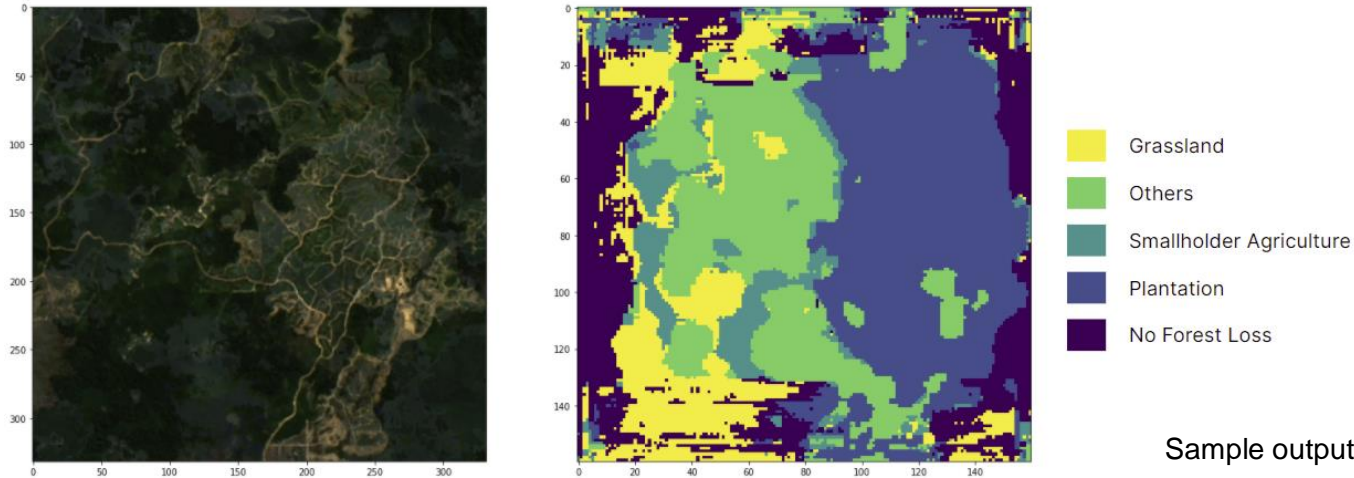 0
50
100
150
200
250
300
0 50 100 150 200 250 300
0
20
40
60
80
100
120
140
0 20 40 60 80 100 120 140
Grassland
Others
Smallholder Agriculture
Plantation
No Forest Loss
Sample output